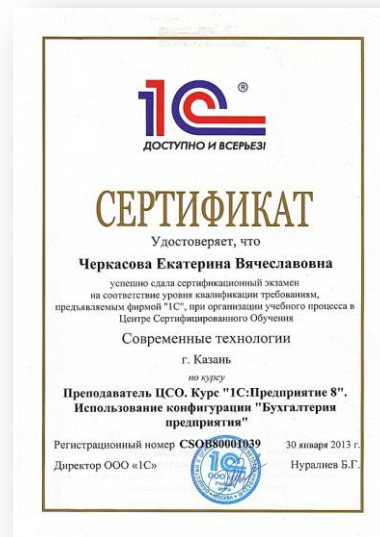 1С®
ДОСТУПНО И ВСЕРЬЕЗ!
СЕРТИФИКАТ
Удостоверяет, что
Черкасова Екатерина Вячеславовна
успешно сдала сертификационный экзамен
на соответствие уровня квалификации требованиям,
предъявляемым фирмой "1С", при организации учебного процесса в
Центре Сертифицированного Обучения
Современные технологии
г. Казань
по курсу
Преподаватель ЦСО. Курс "1С:Предприятие 8".
Использование конфигурации "Бухгалтерия
предприятия"
Регистрационный номер CSOB80001039 30 января 2013 г.
Директор ООО «1С» Нуралиев Б.Г.
1С
ООО